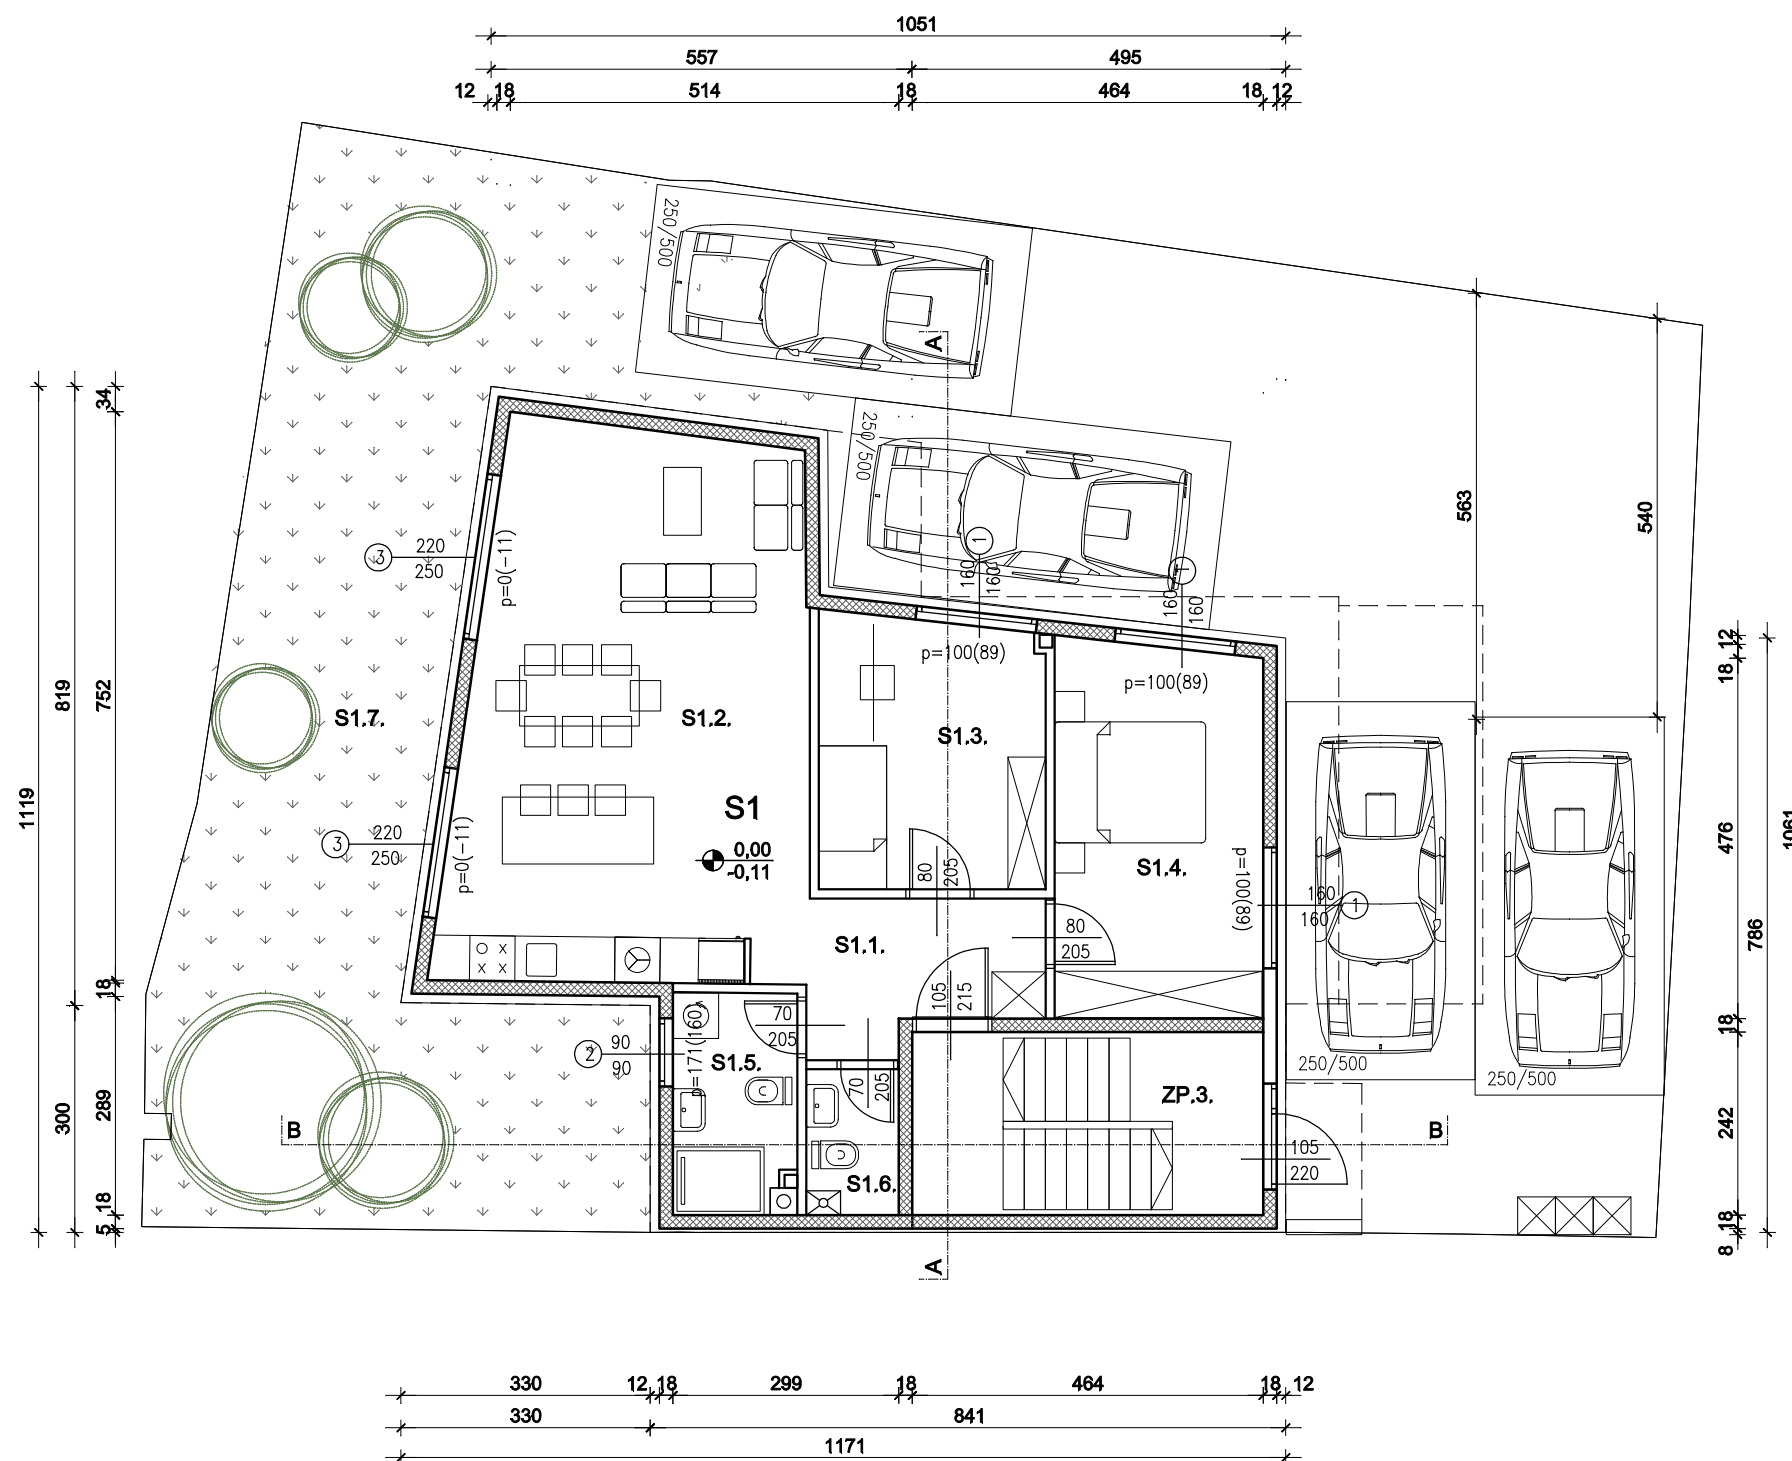 1051
557 495
12 18 514 18 464 18 12
250/500
A
34
250/500
563
540
3 220
250
p=0(-11)
1
160
160
1
160
160
12
18
p=100(89)
p=100(89)
819
752
S1.7.
S1.2.
S1.3.
1119
S1
0,00
-0,11
3 220
250
p=0(-11)
80
205
S1.4.
p=100(89)
160
160
1
476
1061
786
S1.1.
80
205
18
105
215
18
70
205
2 90
90
p=171(160)
S1.5.
250/500
250/500
70
205
ZP.3.
289
300
B
B
242
105
220
S1.6.
18
5
18
8
A
330 12 18 299 18 464 18 12
330 841
1171